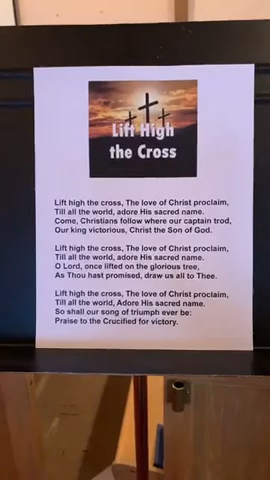 Lift High
the Cross
Lift high the cross, The love of Christ proclaim,
Till all the world, adore His sacred name.
Come, Christians follow where our captain trod,
Our king victorious, Christ the Son of God.
Lift high the cross, The love of Christ proclaim,
Till all the world, adore His sacred name.
O Lord, once lifted on the glorious tree,
As Thou hast promised, draw us all to Thee.
Lift high the cross, The love of Christ proclaim,
Till all the world, Adore His sacred name.
So shall our song of triumph ever be:
Praise to the Crucified for victory.